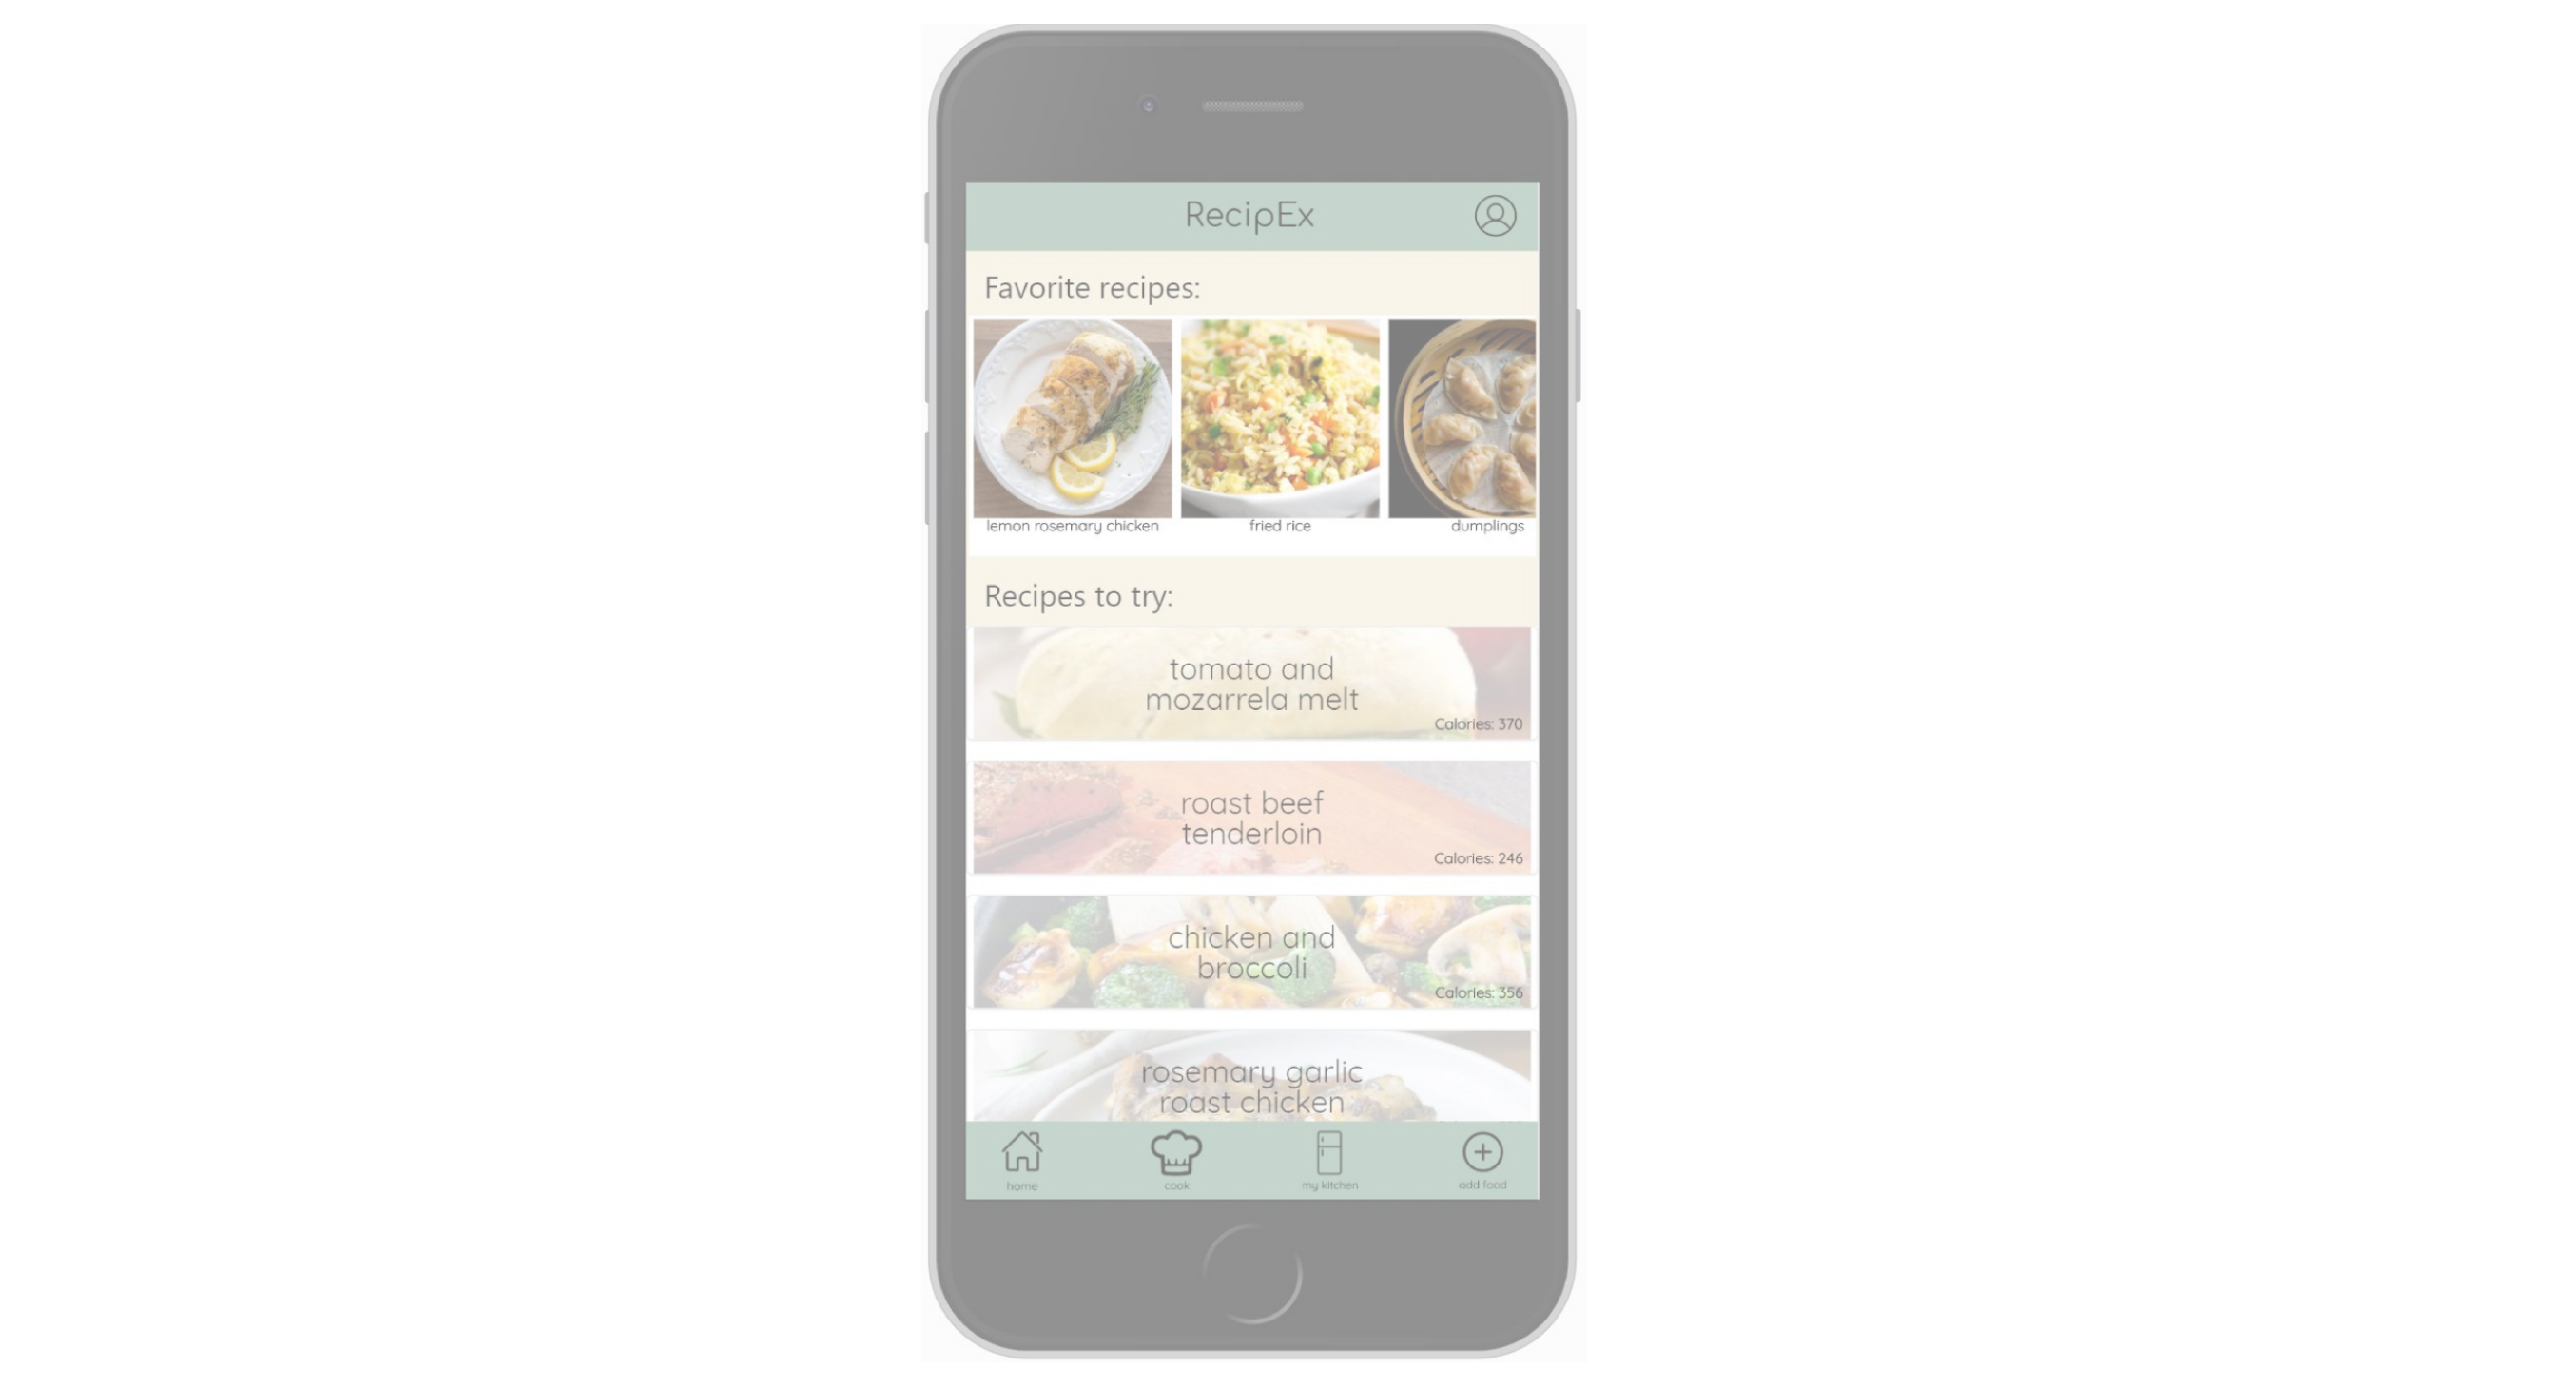 RecipEx
Favorite recipes:
lemon rosemary chicken
fried rice
dumplings
Recipes to try:
tomato and
mozarrela melt
Calories: 370
roast beef
tenderloin
Calories: 246
chicken and
broccoli
Calories: 356
rosemary garlic
roast chicken
home
cook
my kitchen
add food